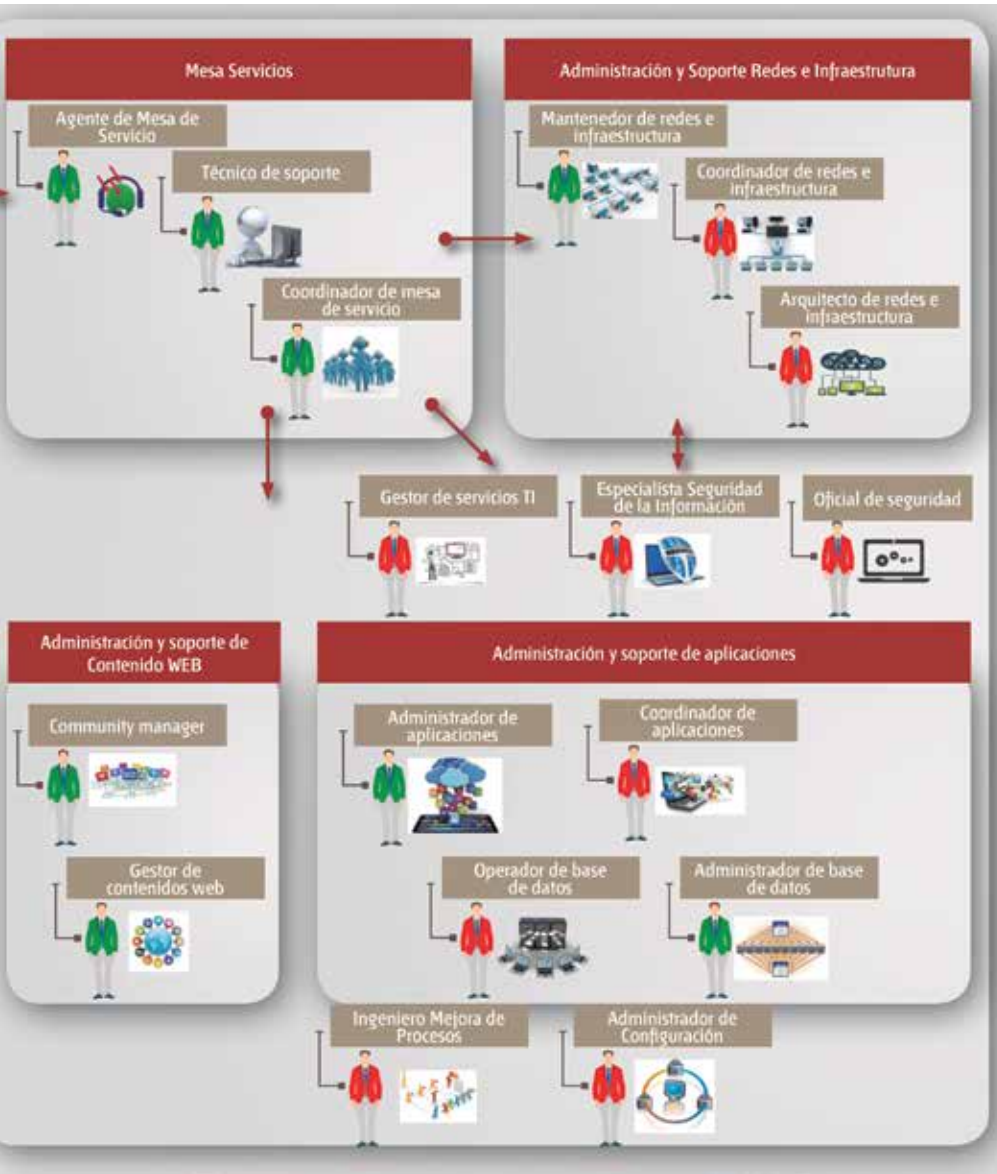 Mesa Servicios
Agente de Mesa de
Servicio
Técnico de soporte
Coordinador de mesa
de servicio
Administración y Soporte Redes e Infraestrutura
Mantenedor de redes e
infraestructura
Coordinador de redes e
infraestructura
Arquitecto de redes e
infraestructura
Gestor de servicios TI
Especialista Seguridad
de la Información
Oficial de seguridad
Administración y soporte de
Contenido WEB
Community manager
Gestor de
contenidos web
Administración y soporte de aplicaciones
Administrador de
aplicaciones
Coordinador de
aplicaciones
Operador de base
de datos
Administrador de base
de datos
Ingeniero Mejora de
Procesos
Administrador de
Configuración